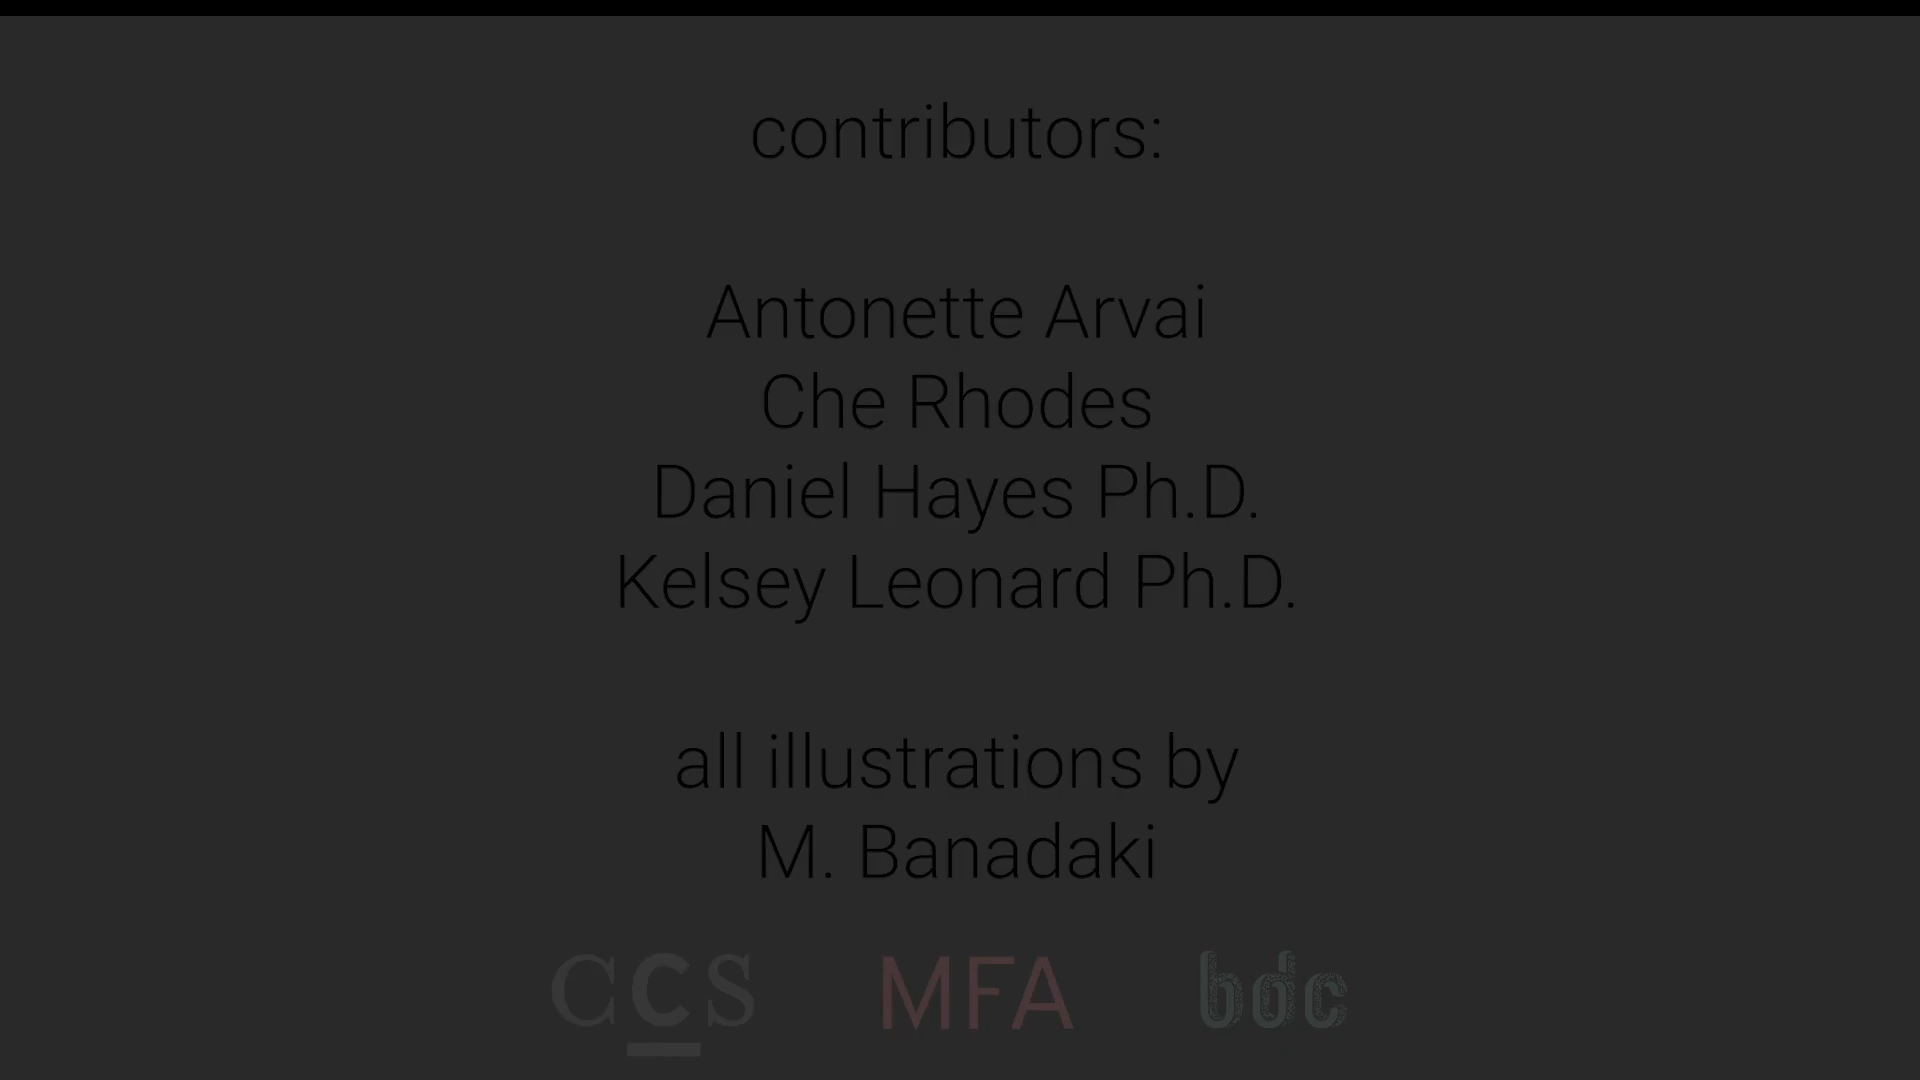 contributors:
Antonette Arvai
Che Rhodes
Daniel Hayes Ph.D.
Kelsey Leonard Ph.D.
all illustrations by
M. Banadaki
CCS MFA bdc